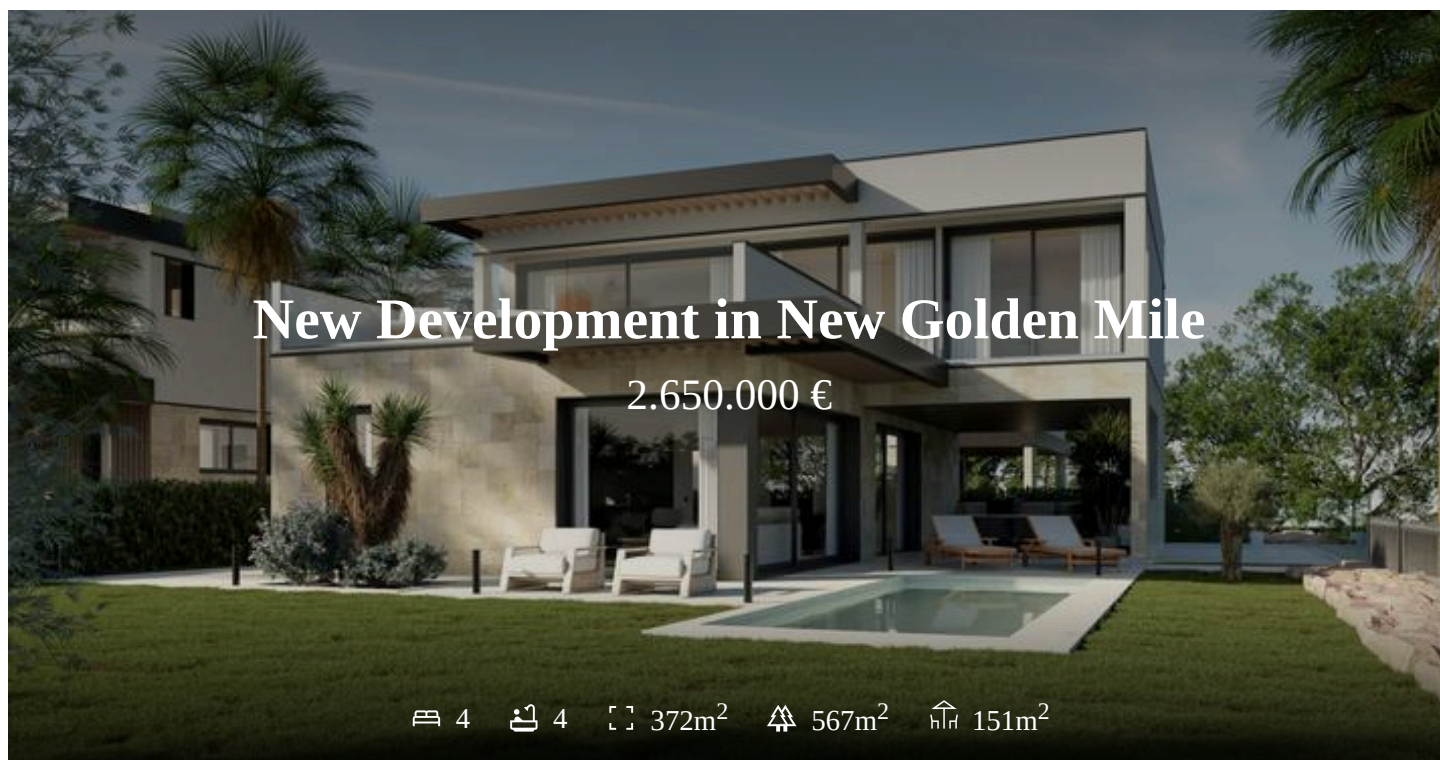 New Development in New Golden Mile
2.650.000 €
4 4 372m² 567m² 151m²